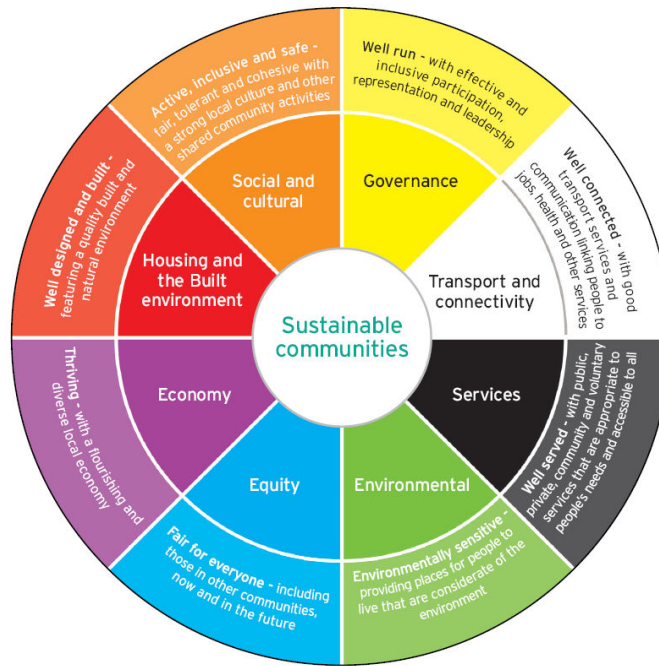 Sustainable
communities
Governance
Well run - with effective and
inclusive participation,
representation and leadership
Transport and
connectivity
Well connected - with good
transport services and
communication linking people to
jobs, health and other services
Services
Well served - with public,
private, community and voluntary
services that are appropriate to
people's needs and accessible to all
Environmental
Environmentally sensitive -
providing places for people to
live that are considerate of the
environment
Equity
Fair for everyone - including
those in other communities,
now and in the future
Economy
Thriving - with a flourishing and
diverse local economy
Housing and
the Built
environment
Well designed and built -
featuring a quality built and
natural environment
Social and
cultural
Active, inclusive and safe -
fair, tolerant and cohesive with
a strong local culture and other
shared community activities